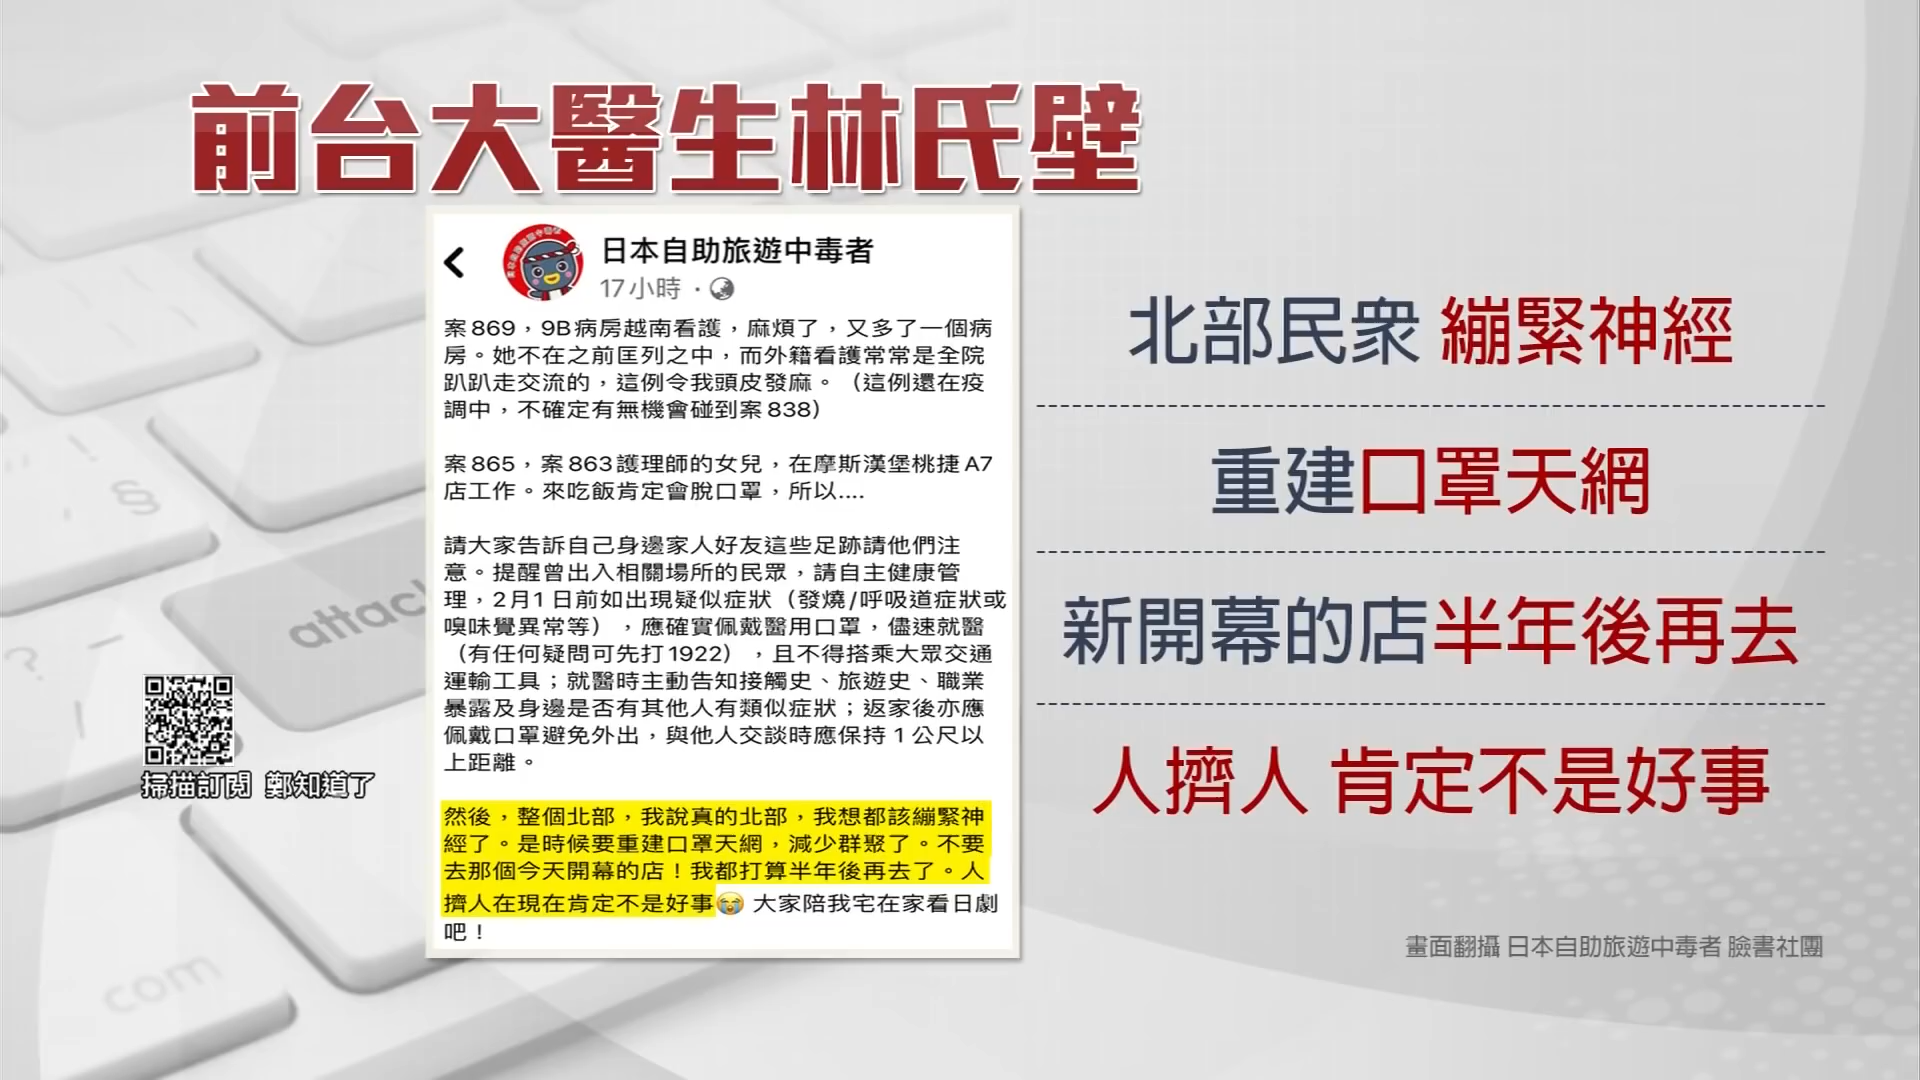 前台大醫生林氏壁
日本自助旅遊中毒者
17小時 ·
案869，9B病房越南看護，麻煩了，又多了一個病
房。她不在之前匡列之中，而外籍看護常常是全院
趴趴走交流的，這例令我頭皮發麻。（這例還在疫
調中，不確定有無機會碰到案838）
案865，案863護理師的女兒，在摩斯漢堡桃捷A7
店工作。來吃飯肯定會脫口罩，所以....
請大家告訴自己身邊家人好友這些足跡請他們注
意。提醒曾出入相關場所的民眾，請自主健康管
理，2月1日前如出現疑似症狀（發燒/呼吸道症狀或
嗅味覺異常等），應確實佩戴醫用口罩，儘速就醫
（有任何疑問可先打1922），且不得搭乘大眾交通
運輸工具；就醫時主動告知接觸史、旅遊史、職業
暴露及身邊是否有其他人有類似症狀；返家後亦應
佩戴口罩避免外出，與他人交談時應保持1公尺以
上距離。
然後，整個北部，我說真的北部，我想都該繃緊神
經了。是時候要重建口罩天網，減少群聚了。不要
去那個今天開幕的店！我都打算半年後再去了。人
擠人在現在肯定不是好事😭 大家陪我宅在家看日劇
吧！
北部民眾 繃緊神經
重建口罩天網
新開幕的店半年後再去
人擠人 肯定不是好事
畫面翻攝 日本自助旅遊中毒者 臉書社團
掃描訂閱 鄭知道了
attac
com